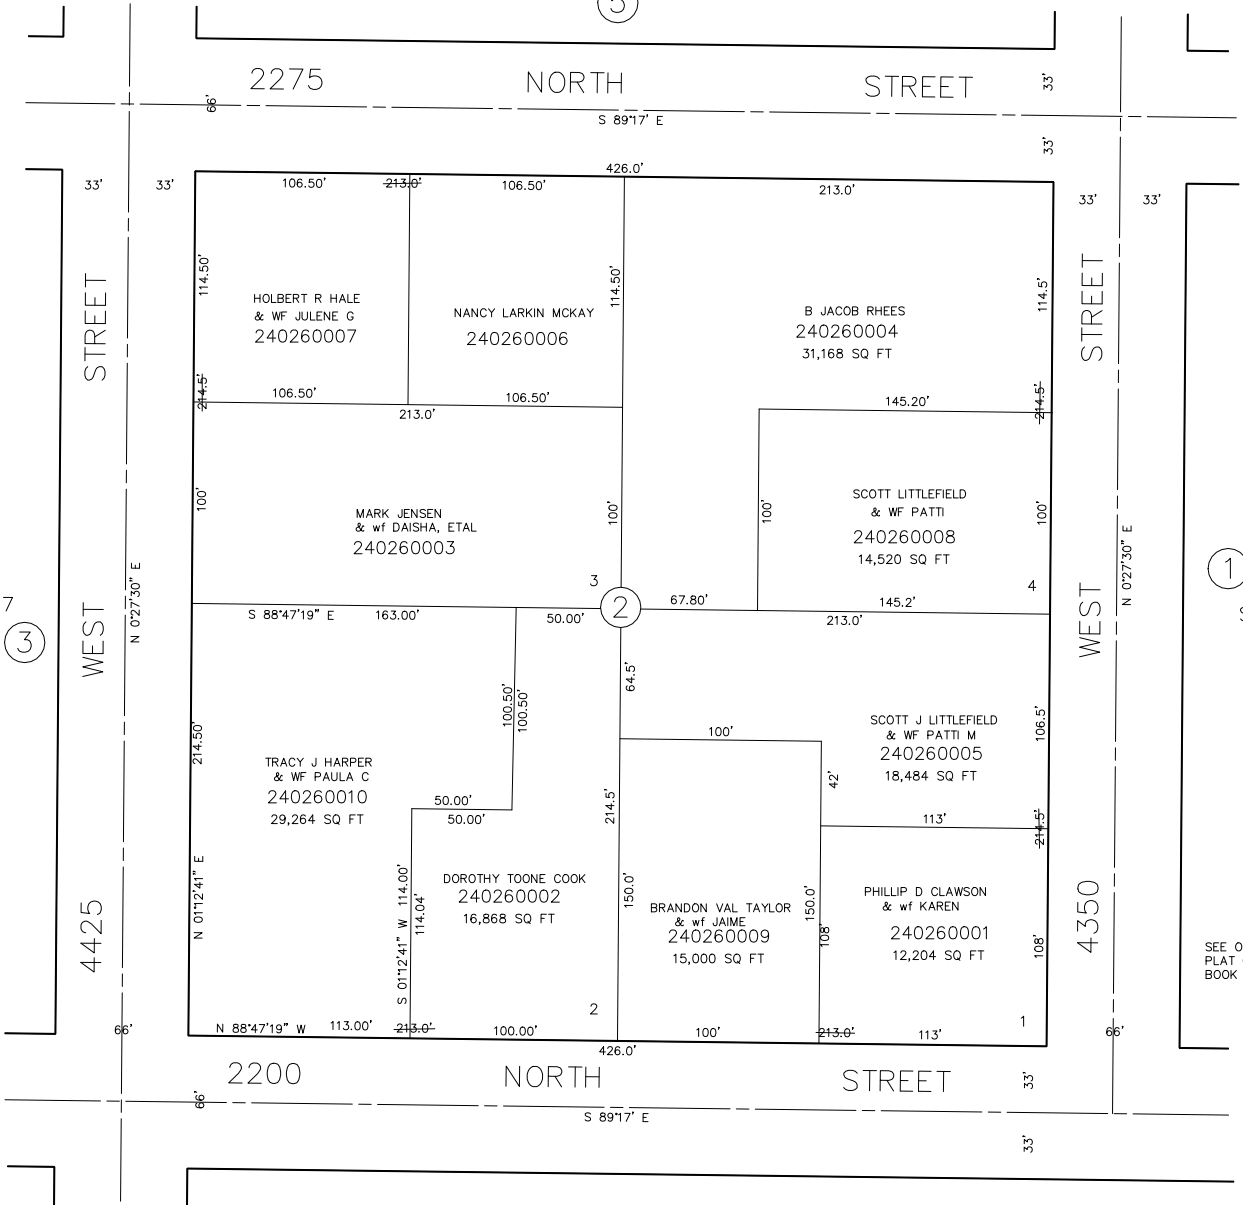 5
2275 NORTH STREET
33'
66'
S 89°17' E
33'
426.0'
33' 33'
106.50' 213.0' 106.50'
213.0'
33' 33'
114.50'
114.50'
114.5'
STREET
STREET
HOLBERT R HALE
& WF JULENE G
240260007
NANCY LARKIN MCKAY
240260006
B JACOB RHEES
240260004
31,168 SQ FT
214.5'
106.50'
106.50'
213.0'
145.20'
214.5'
100'
100'
100'
100'
MARK JENSEN
& wf DAISHA, ETAL
240260003
SCOTT LITTLEFIELD
& WF PATTI
240260008
14,520 SQ FT
N 0°27'30" E
N 0°27'30" E
1
3
2
4
7
3
S 88°47'19" E 163.00'
50.00'
67.80'
145.2'
213.0'
WEST
WEST
64.5'
100.50'
100.50'
214.50'
100'
106.5'
SCOTT J LITTLEFIELD
& WF PATTI M
240260005
18,484 SQ FT
42'
TRACY J HARPER
& WF PAULA C
240260010
29,264 SQ FT
50.00'
50.00'
214.5'
113'
214.5'
N 01°12'41" E
S 01°12'41" W 114.00'
114.04'
DOROTHY TOONE COOK
240260002
16,868 SQ FT
150.0'
BRANDON VAL TAYLOR
& wf JAIME
240260009
15,000 SQ FT
150.0'
108'
PHILLIP D CLAWSON
& wf KAREN
240260001
12,204 SQ FT
108'
4425
4350
SEE O
PLAT
BOOK
2
1
66'
66'
N 88°47'19" W 113.00' 213.0' 100.00'
100' 213.0' 113'
426.0'
2200 NORTH STREET
33'
66'
S 89°17' E
33'